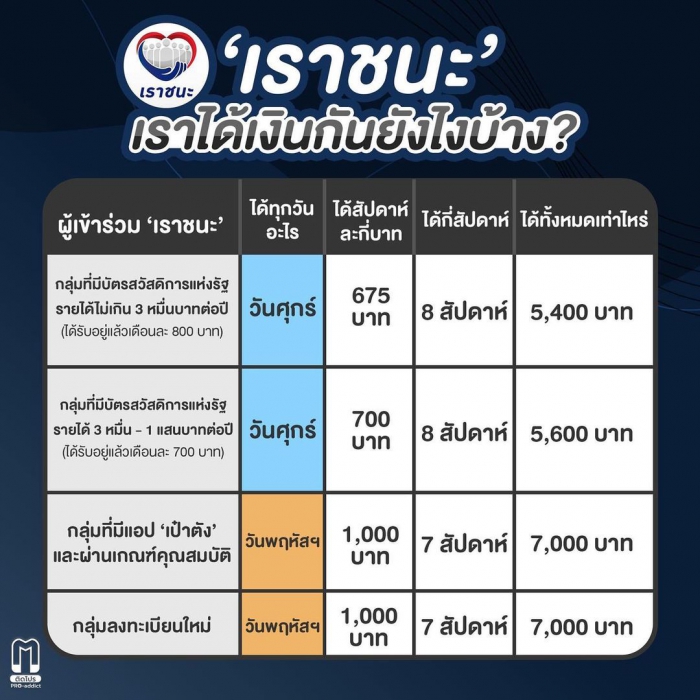 เราชนะ
'เราชนะ'
เราได้เงินกันยังไงบ้าง?
ผู้เข้าร่วม 'เราชนะ'
ได้ทุกวัน
อะไร
ได้สัปดาห์
ละกี่บาท
ได้กี่สัปดาห์
ได้ทั้งหมดเท่าไหร่
กลุ่มที่มีบัตรสวัสดิการแห่งรัฐ
รายได้ไม่เกิน 3 หมื่นบาทต่อปี
(ได้รับอยู่แล้วเดือนละ 800 บาท)
วันศุกร์
675
บาท
8 สัปดาห์
5,400 บาท
กลุ่มที่มีบัตรสวัสดิการแห่งรัฐ
รายได้ 3 หมื่น - 1 แสนบาทต่อปี
(ได้รับอยู่แล้วเดือนละ 700 บาท)
วันศุกร์
700
บาท
8 สัปดาห์
5,600 บาท
กลุ่มที่มีแอป 'เป๋าตัง'
และผ่านเกณฑ์คุณสมบัติ
วันพฤหัสฯ
1,000
บาท
7 สัปดาห์
7,000 บาท
กลุ่มลงทะเบียนใหม่
วันพฤหัสฯ
1,000
บาท
7 สัปดาห์
7,000 บาท
ติดโปร
PRO-addict